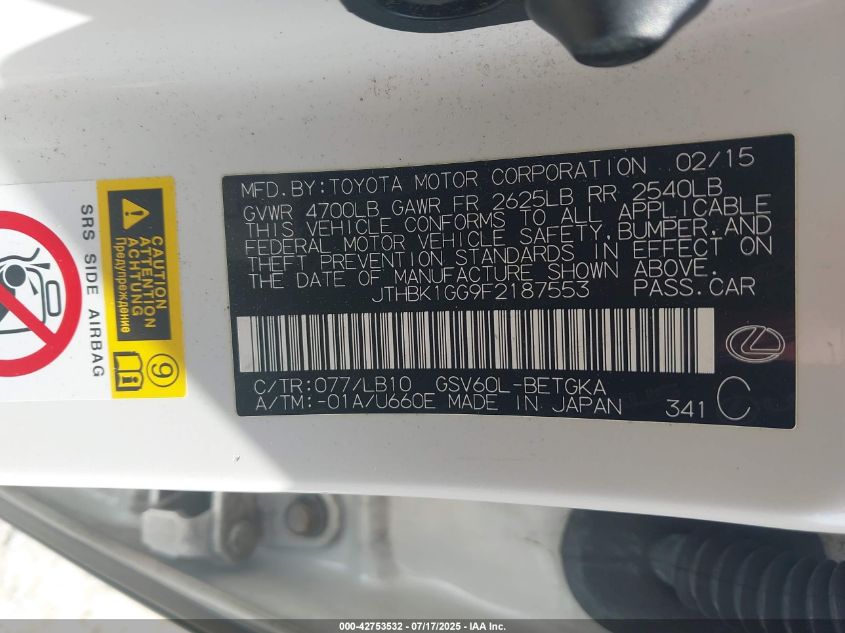 MFD.BY:TOYOTA MOTOR CORPORATION 02/15
GVWR 4700LB GAWR FR 2625LB RR 2540LB
THIS VEHICLE CONFORMS TO ALL APPLICABLE
FEDERAL MOTOR VEHICLE SAFETY, BUMPER, AND
THEFT PREVENTION STANDARDS IN EFFECT ON
THE DATE OF MANUFACTURE SHOWN ABOVE.
JTHBK1GG9F2187553 PASS.CAR
C/TR:077/LB10 GSV60L-BETGKA
A/TM:-01A/U660E MADE IN JAPAN 341 C
CAUTION
ATTENTION
ACHTUNG
Предупреждение
9
SRS SIDE AIRBAG
000-42753532 - 07/17/2025 - IAA Inc.